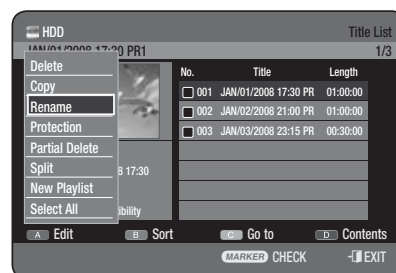 HDD
Title List
JAN/01/2008 17:30 PR1
1/3
Delete
Copy
Rename
Protection
Partial Delete
Split
New Playlist
Select All
No. Title Length
001 JAN/01/2008 17:30 PR 01:00:00
002 JAN/02/2008 21:00 PR 01:00:00
003 JAN/03/2008 23:15 PR 00:30:00
8 17:30
ibility
A Edit B Sort C Go to D Contents
MARKER CHECK EXIT